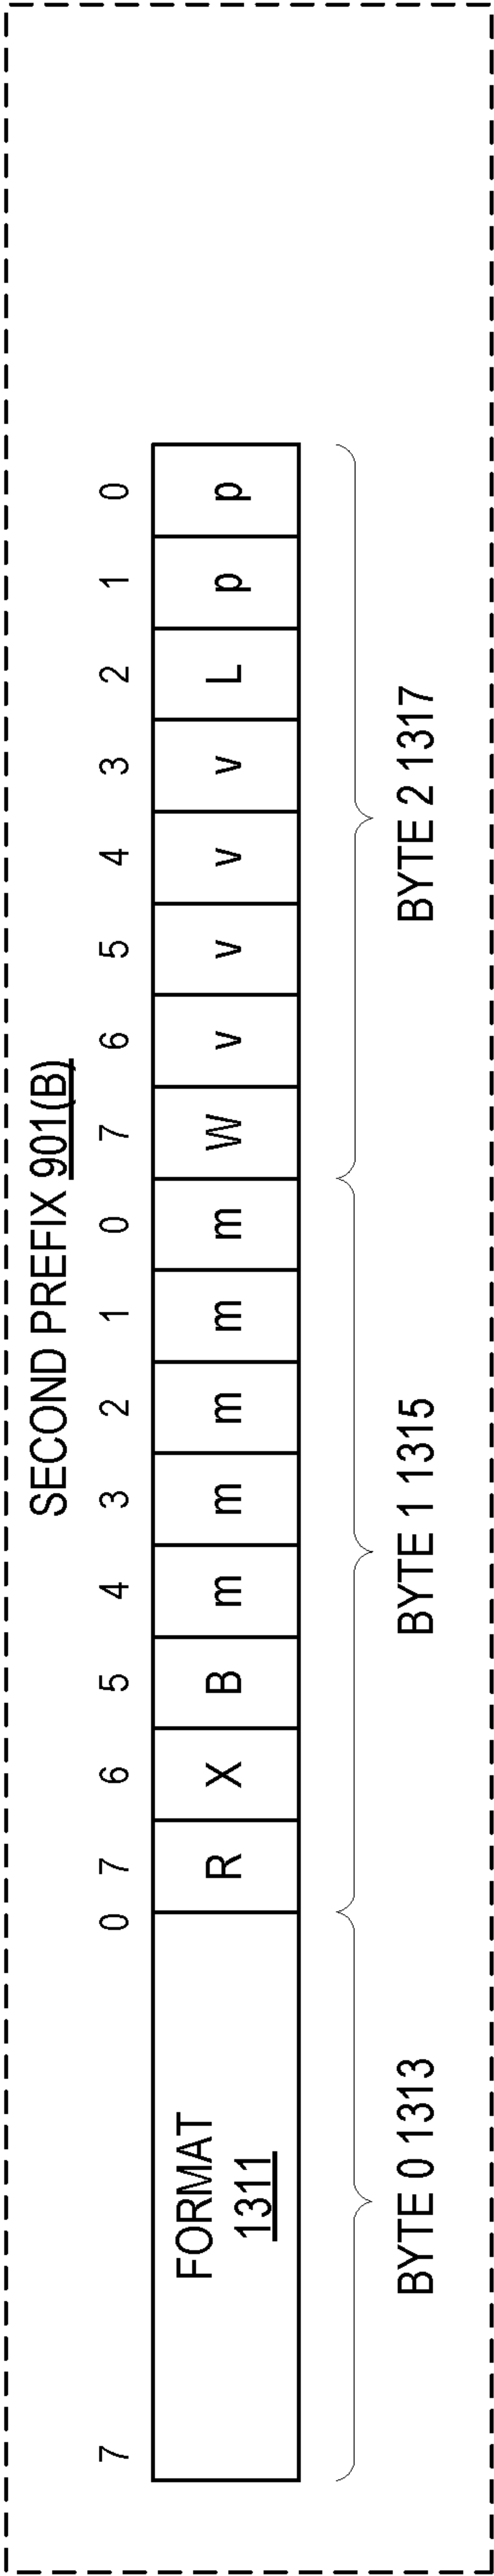 SECOND PREFIX 901(B)
7 0 7 6 5 4 3 2 1 0 7 6 5 4 3 2 1 0
FORMAT R X B m m m m m W v v v v L p p
1311
BYTE 0 1313 BYTE 1 1315 BYTE 2 1317